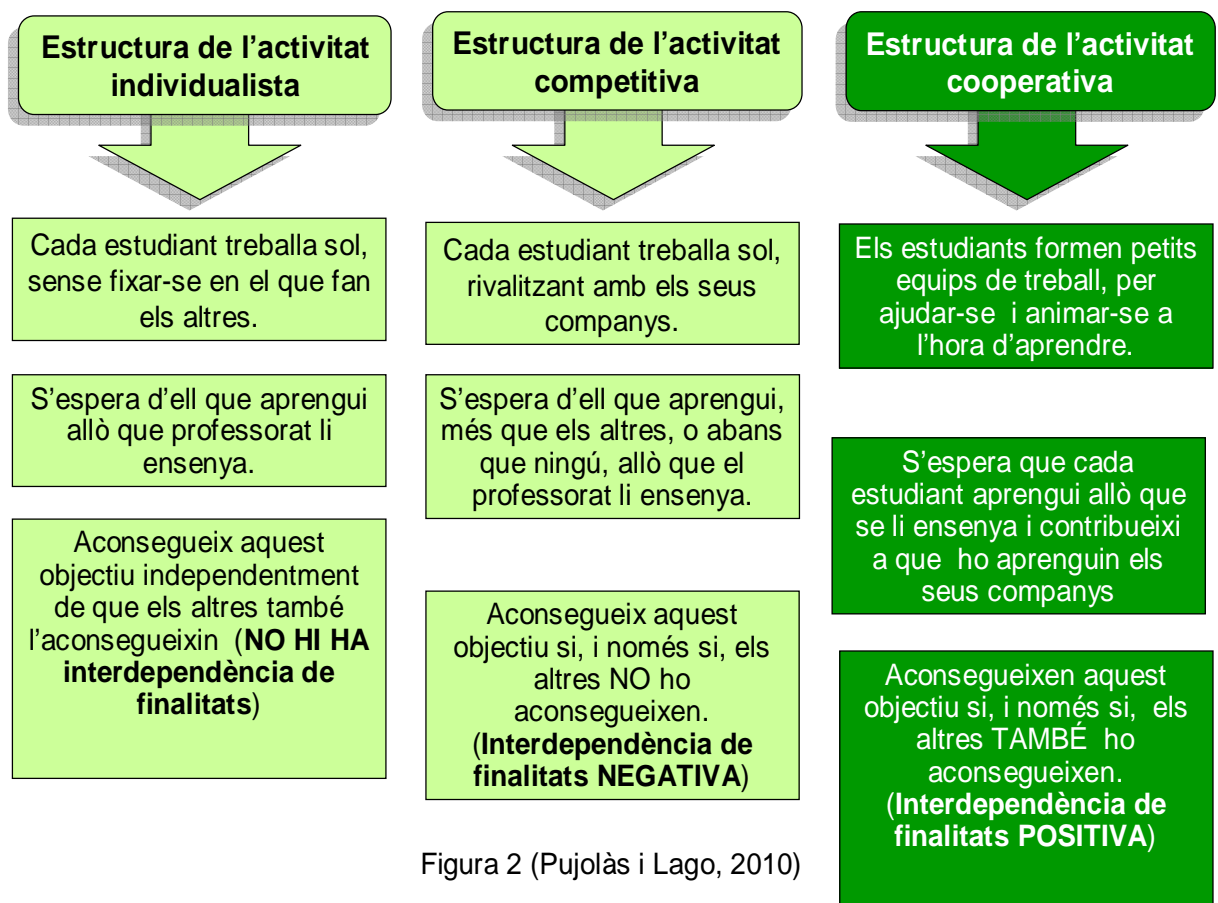 Estructura de l’activitat
individualista
Cada estudiant treballa sol,
sense fixar-se en el que fan
els altres.
S’espera d’ell que aprengui
allò que professorat li
ensenya.
Aconsegueix aquest
objectiu independentment
de que els altres també
l’aconsegueixin (NO HI HA
interdependència de
finalitats)
Estructura de l’activitat
competitiva
Cada estudiant treballa sol,
rivalitzant amb els seus
companys.
S’espera d’ell que aprengui,
més que els altres, o abans
que ningú, allò que el
professorat li ensenya.
Aconsegueix aquest
objectiu si, i només si, els
altres NO ho
aconsegueixen.
(Interdependència de
finalitats NEGATIVA)
Estructura de l’activitat
cooperativa
Els estudiants formen petits
equips de treball, per
ajudar-se i animar-se a
l’hora d’aprendre.
S’espera que cada
estudiant aprengui allò que
se li ensenya i contribueixi
a que ho aprenguin els
seus companys
Aconsegueixen aquest
objectiu si, i només si, els
altres TAMBÉ ho
aconsegueixen.
(Interdependència de
finalitats POSITIVA)
Figura 2 (Pujolàs i Lago, 2010)